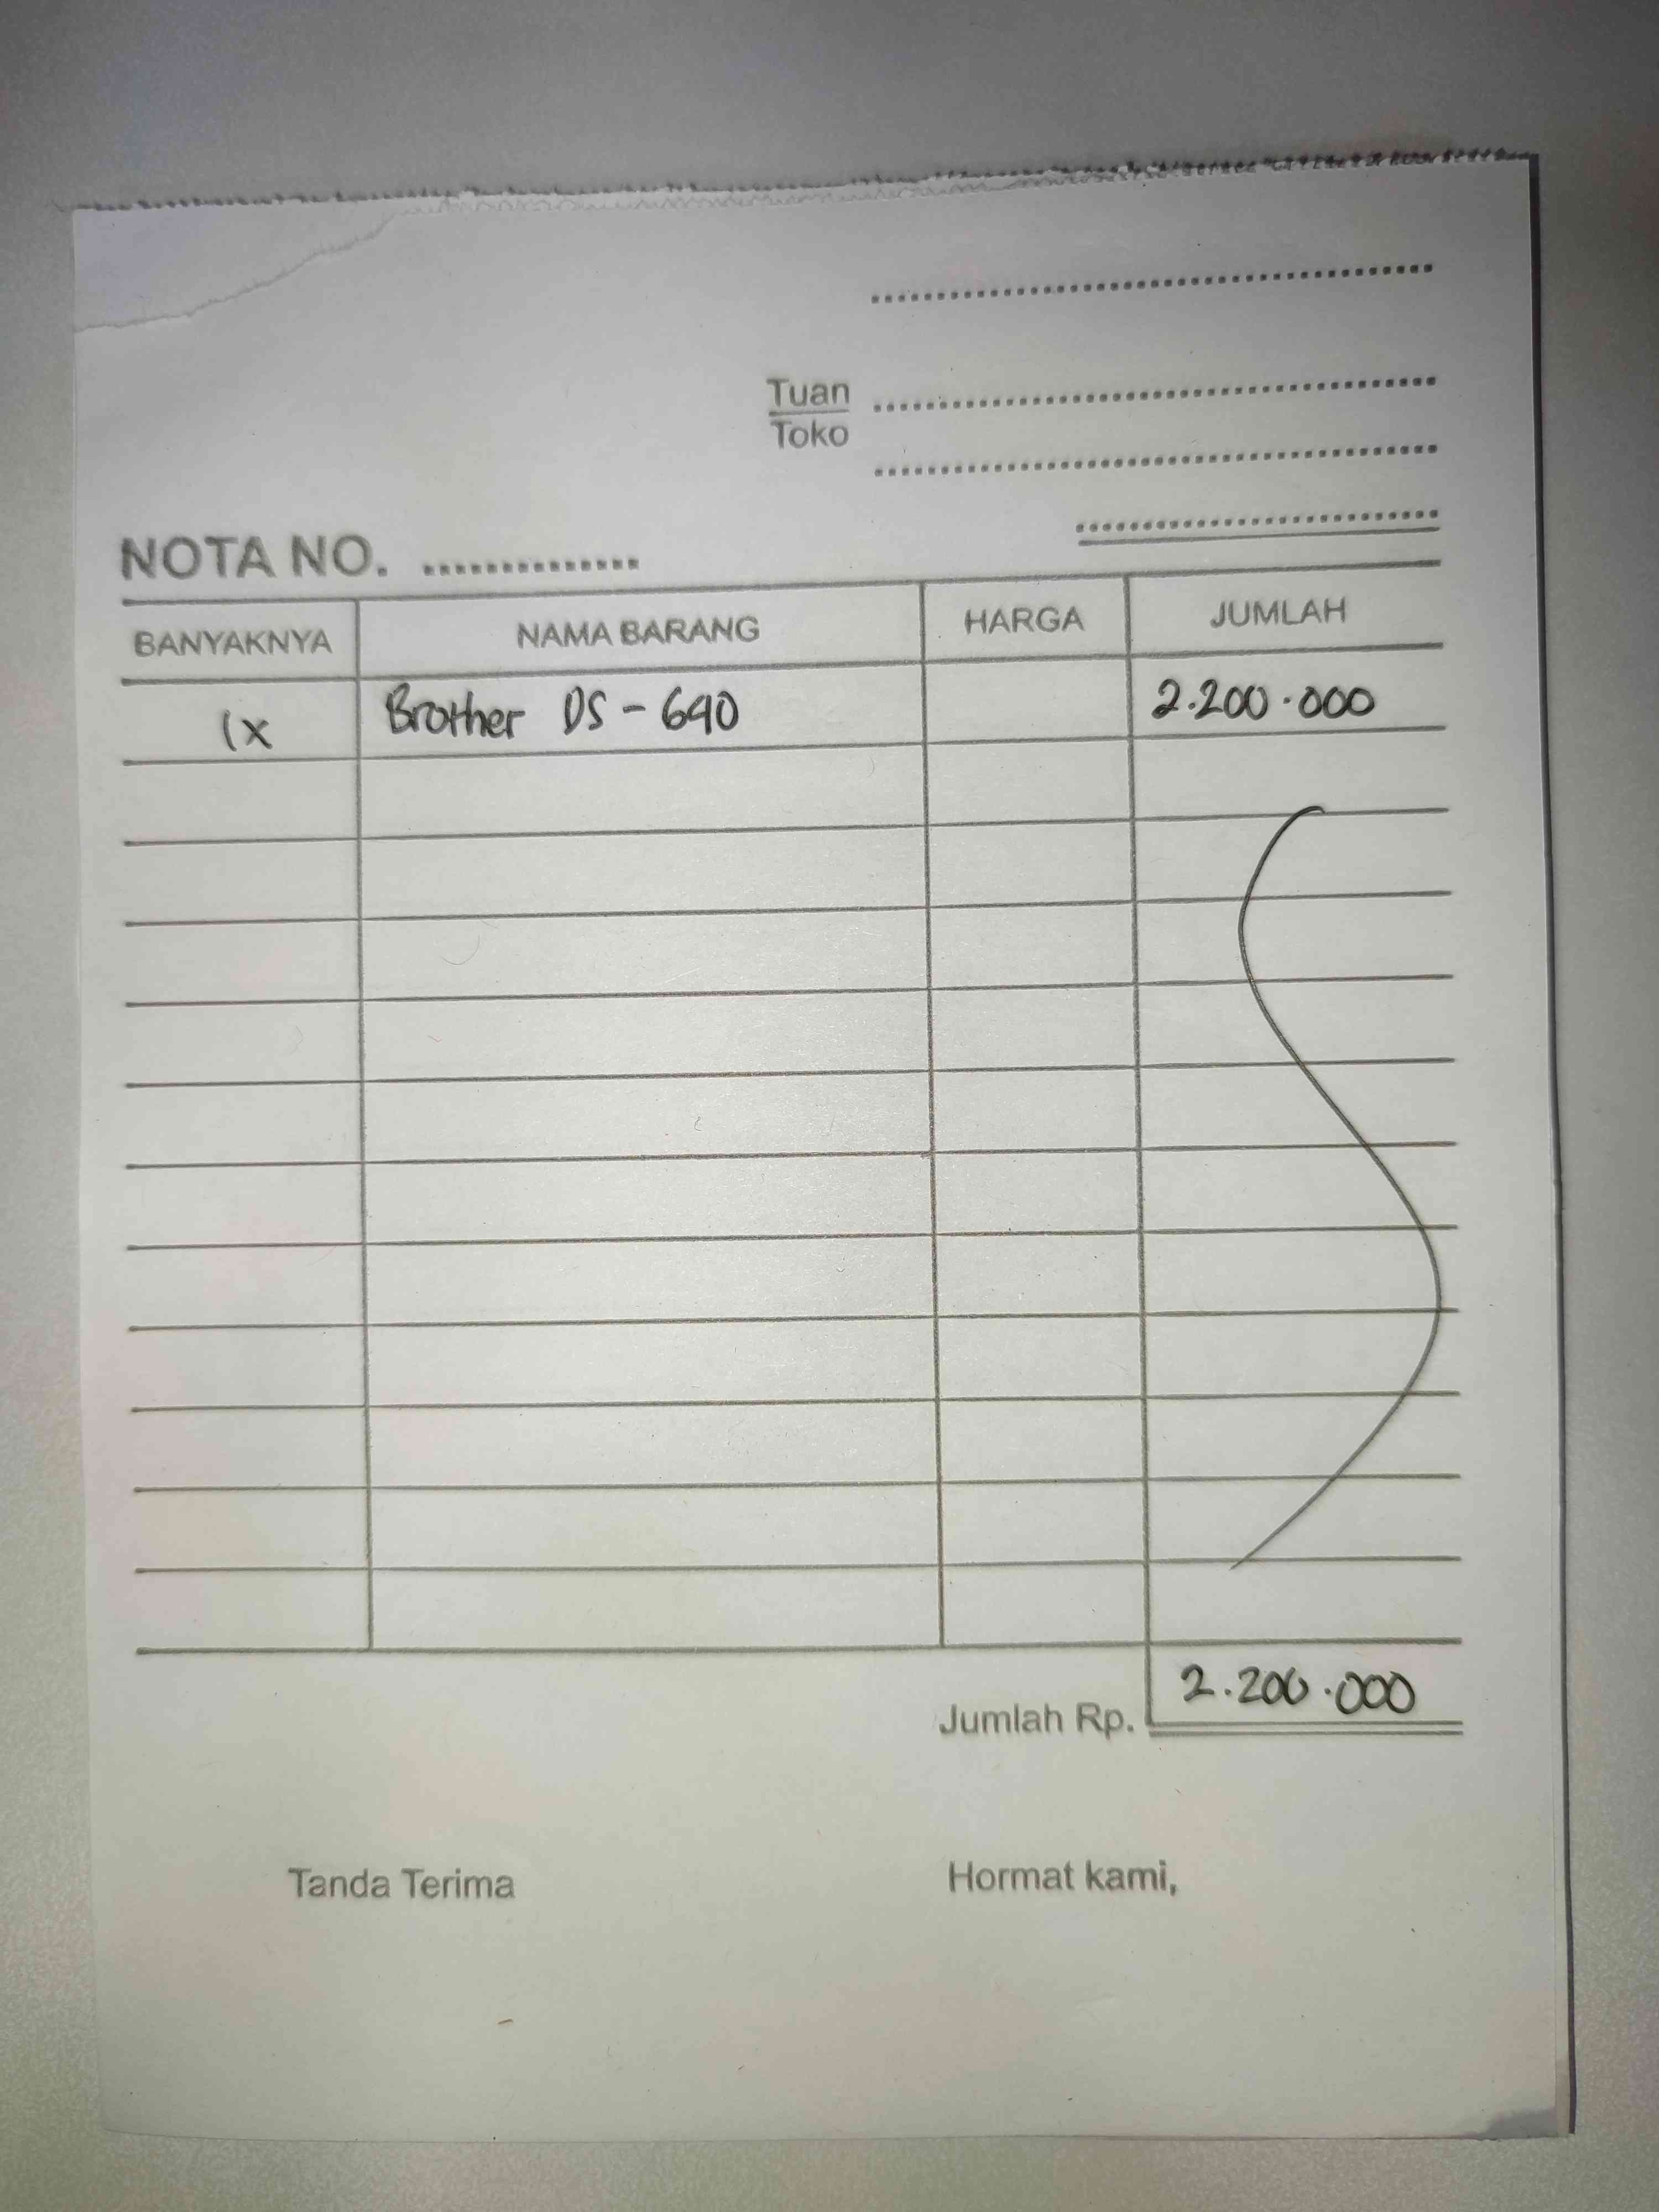 Tuan
Toko
NOTA NO. ..............
BANYAKNYA NAMA BARANG HARGA JUMLAH
1x Brother DS - 640 2.200.000
Jumlah Rp. 2.200.000
Tanda Terima Hormat kami,